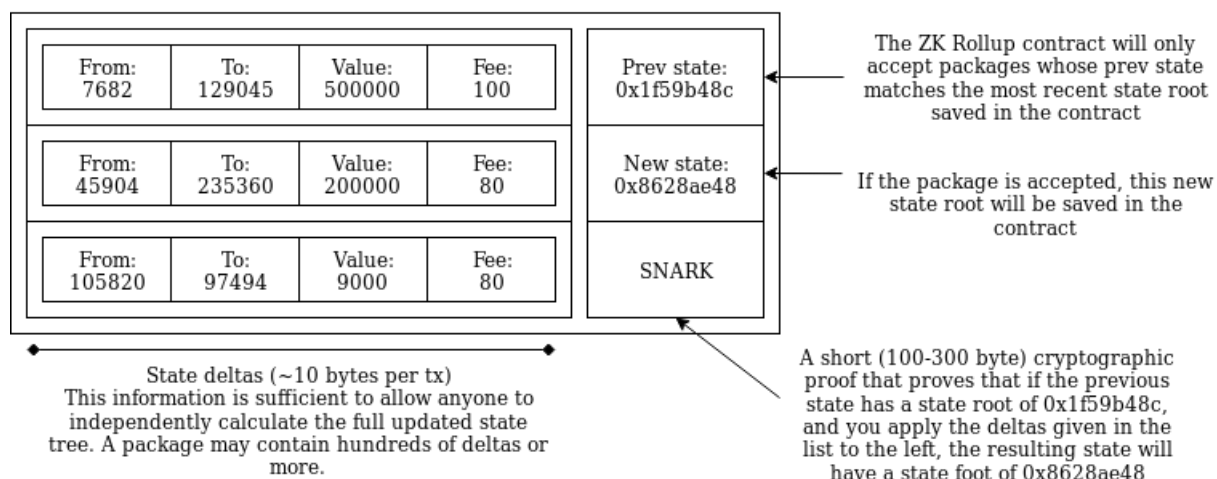 From:
7682
To:
129045
Value:
500000
Fee:
100
Prev state:
0x1f59b48c
The ZK Rollup contract will only
accept packages whose prev state
matches the most recent state root
saved in the contract
From:
45904
To:
235360
Value:
200000
Fee:
80
New state:
0x8628ae48
If the package is accepted, this new
state root will be saved in the
contract
From:
105820
To:
97494
Value:
9000
Fee:
80
SNARK
State deltas (~10 bytes per tx)
This information is sufficient to allow anyone to
independently calculate the full updated state
tree. A package may contain hundreds of deltas or
more.
A short (100-300 byte) cryptographic
proof that proves that if the previous
state has a state root of 0x1f59b48c,
and you apply the deltas given in the
list to the left, the resulting state will
have a state foot of 0x8628ae48